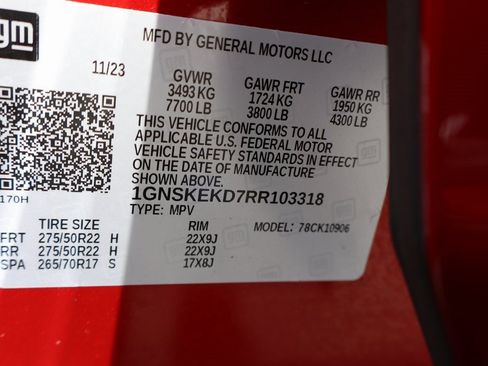 gm
MFD BY GENERAL MOTORS LLC
11/23
GVWR GAWR FRT GAWR RR
3493 KG 1724 KG 1950 KG
7700 LB 3800 LB 4300 LB
THIS VEHICLE CONFORMS TO ALL
APPLICABLE U.S. FEDERAL MOTOR
VEHICLE SAFETY STANDARDS IN EFFECT
ON THE DATE OF MANUFACTURE
SHOWN ABOVE.
170H
1GNSKEKD7RR103318
TYPE: MPV
TIRE SIZE RIM MODEL: 78CK10906
FRT 275/50R22 H 22X9J
RR 275/50R22 H 22X9J
SPA 265/70R17 S 17X8J